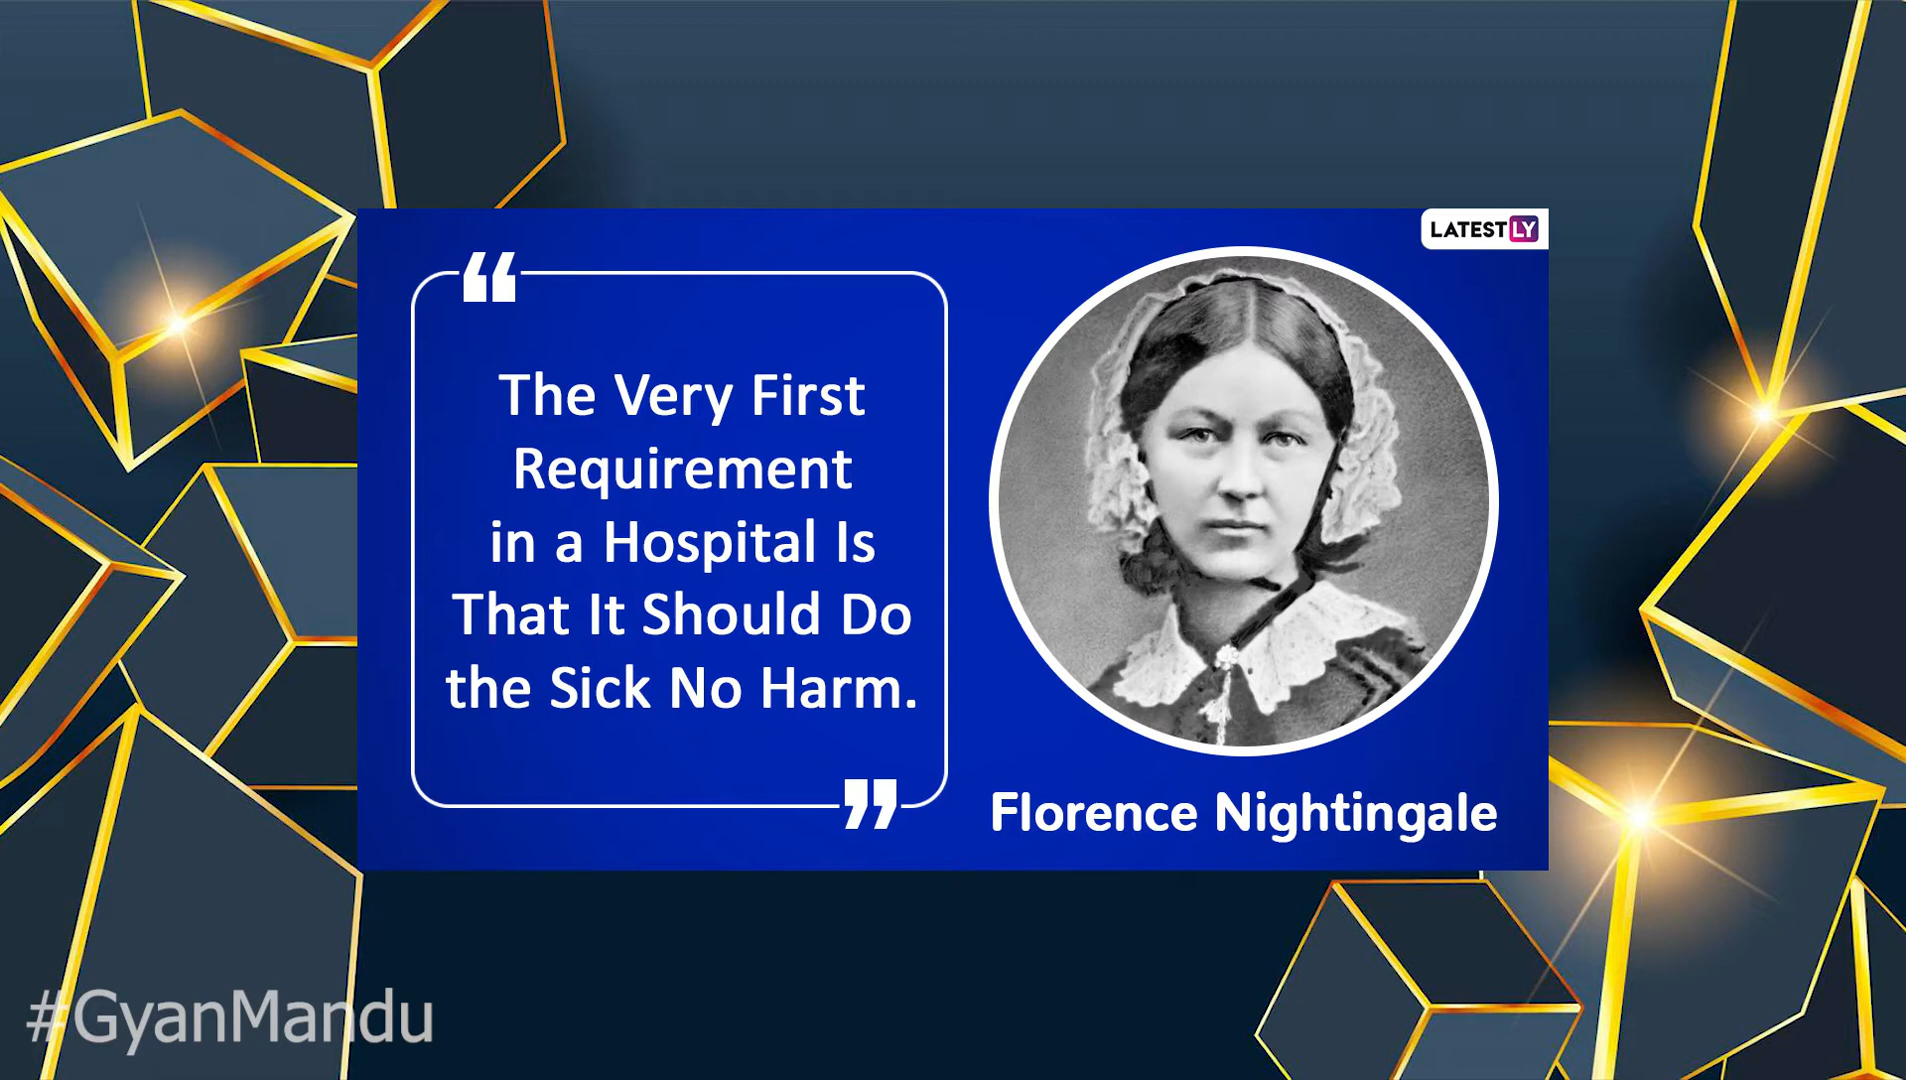 LATESTLY
“
The Very First
Requirement
in a Hospital Is
That It Should Do
the Sick No Harm.
”
Florence Nightingale
#GyanMandu